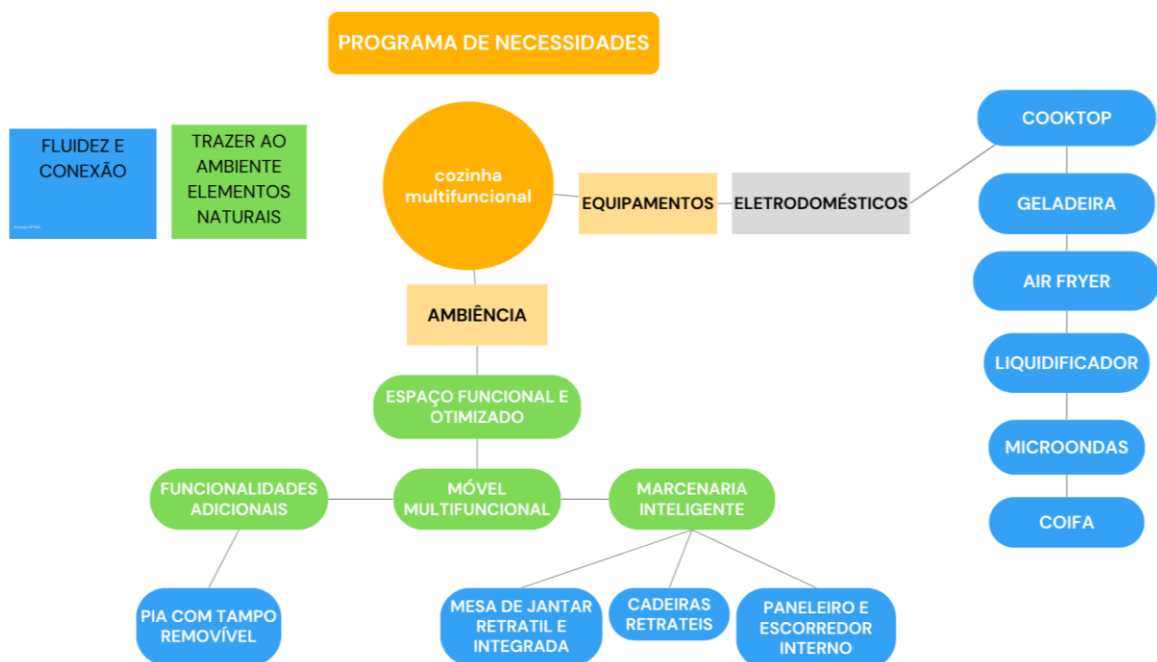 PROGRAMA DE NECESSIDADES
FLUIDEZ E
CONEXÃO
TRAZER AO
AMBIENTE
ELEMENTOS
NATURAIS
cozinha
multifuncional
EQUIPAMENTOS
ELETRODOMÉSTICOS
COOKTOP
GELADEIRA
AIR FRYER
LIQUIDIFICADOR
MICROONDAS
COIFA
AMBIÊNCIA
ESPAÇO FUNCIONAL E
OTIMIZADO
FUNCIONALIDADES
ADICIONAIS
MÓVEL
MULTIFUNCIONAL
MARCENARIA
INTELIGENTE
PIA COM TAMPO
REMOVÍVEL
MESA DE JANTAR
RETRATIL E
INTEGRADA
CADEIRAS
RETRATEIS
PANELEIRO E
ESCORREDOR
INTERNO